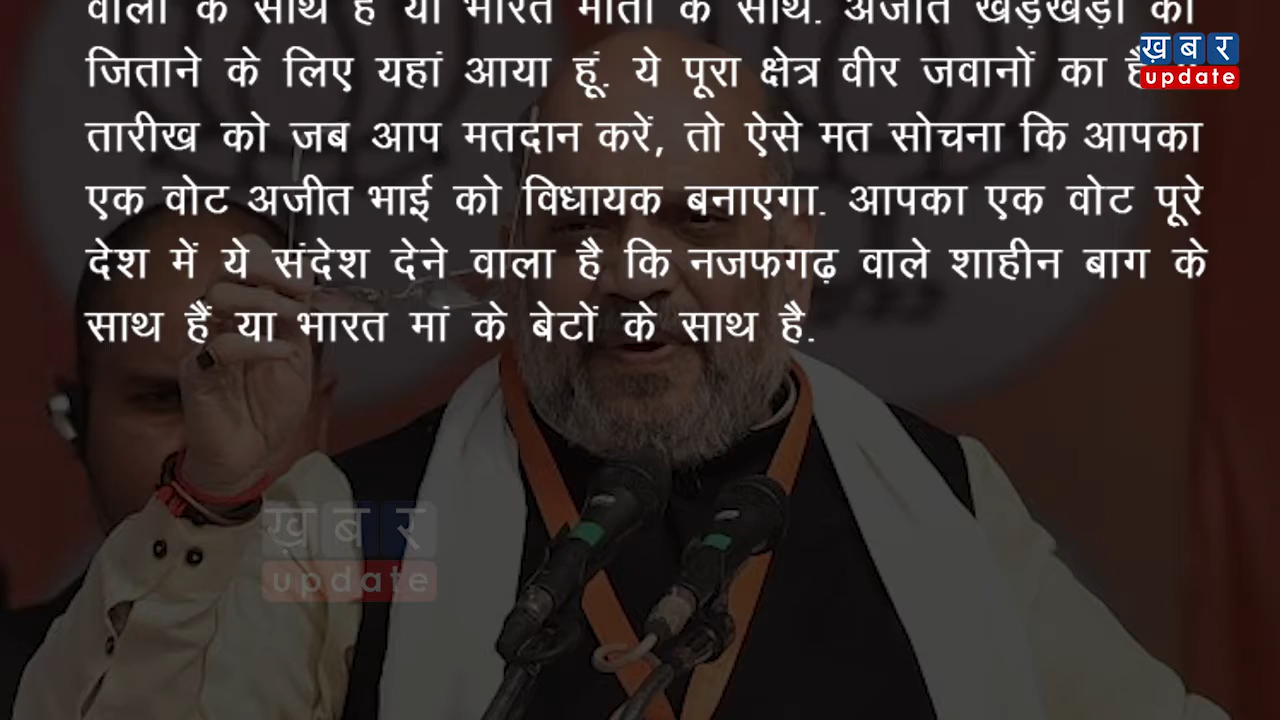 वालों के साथ है या भारत माता के साथ. अजीत खड़खड़ी को
जिताने के लिए यहां आया हूं. ये पूरा क्षेत्र वीर जवानों का है
तारीख को जब आप मतदान करें, तो ऐसे मत सोचना कि आपका
एक वोट अजीत भाई को विधायक बनाएगा. आपका एक वोट पूरे
देश में ये संदेश देने वाला है कि नजफगढ़ वाले शाहीन बाग के
साथ हैं या भारत मां के बेटों के साथ है.
ख़बर
update
ख़बर
update